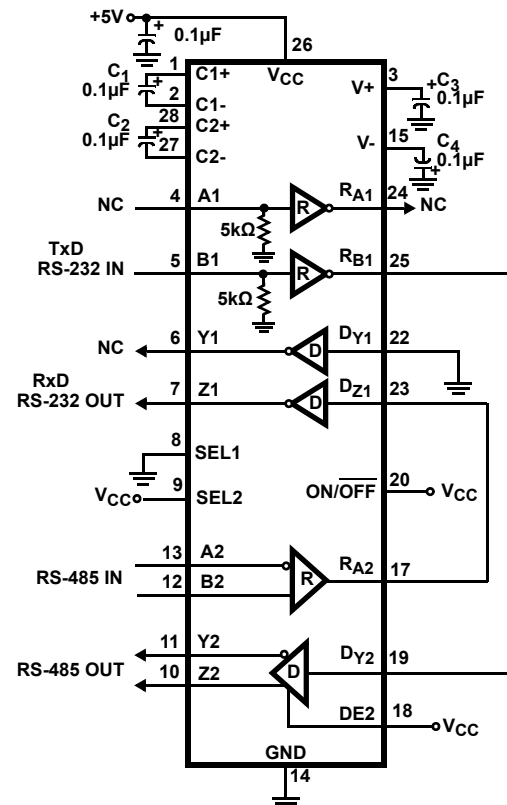 +5V
0.1µF
26
1
C1+
VCC
3
C1
0.1µF
V+
+
C3
0.1µF
2
C1-
28
C2
0.1µF
C2+
27
C2-
V-
15
C4
0.1µF
+
NC
4
A1
R
RA1
24
NC
5kΩ
TxD
RS-232 IN
5
B1
R
RB1
25
5kΩ
NC
6
Y1
D
DY1
22
RxD
RS-232 OUT
7
Z1
D
DZ1
23
8
SEL1
VCC
9
SEL2
ON/OFF
20
VCC
RS-485 IN
13
A2
12
B2
R
RA2
17
RS-485 OUT
11
Y2
10
Z2
D
DY2
19
DE2
18
VCC
GND
14